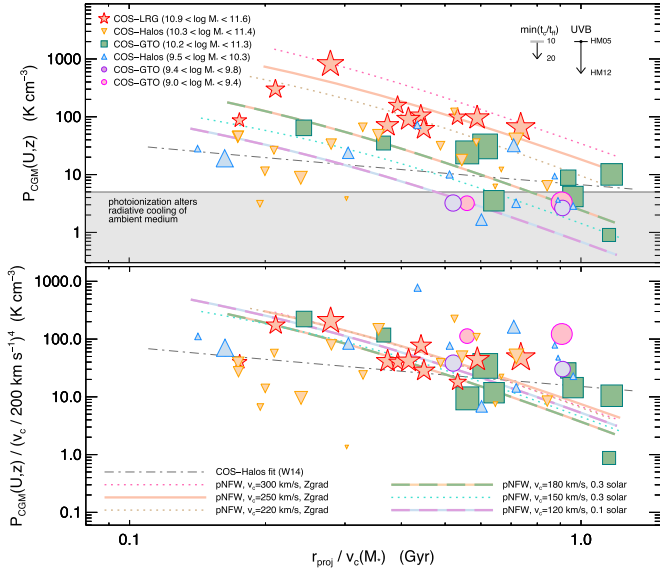 COS−LRG (10.9 < log M* < 11.6)
COS−Halos (10.3 < log M* < 11.4)
COS−GTO (10.2 < log M* < 11.3)
COS−Halos (9.5 < log M* < 10.3)
COS−GTO (9.4 < log M* < 9.8)
COS−GTO (9.0 < log M* < 9.4)
min(tc/tff) UVB
10 HM05
20
HM12
PCGM(U,z) (K cm−3)
1000
100
10
1
photoionization alters
radiative cooling of
ambient medium
PCGM(U,z) / (vc / 200 km s−1)4 (K cm−3)
1000.0
100.0
10.0
1.0
0.1
COS−Halos fit (W14)
pNFW, vc=300 km/s, Zgrad
pNFW, vc=250 km/s, Zgrad
pNFW, vc=220 km/s, Zgrad
pNFW, vc=180 km/s, 0.3 solar
pNFW, vc=150 km/s, 0.3 solar
pNFW, vc=120 km/s, 0.1 solar
0.1 1.0
rproj / vc(M*) (Gyr)